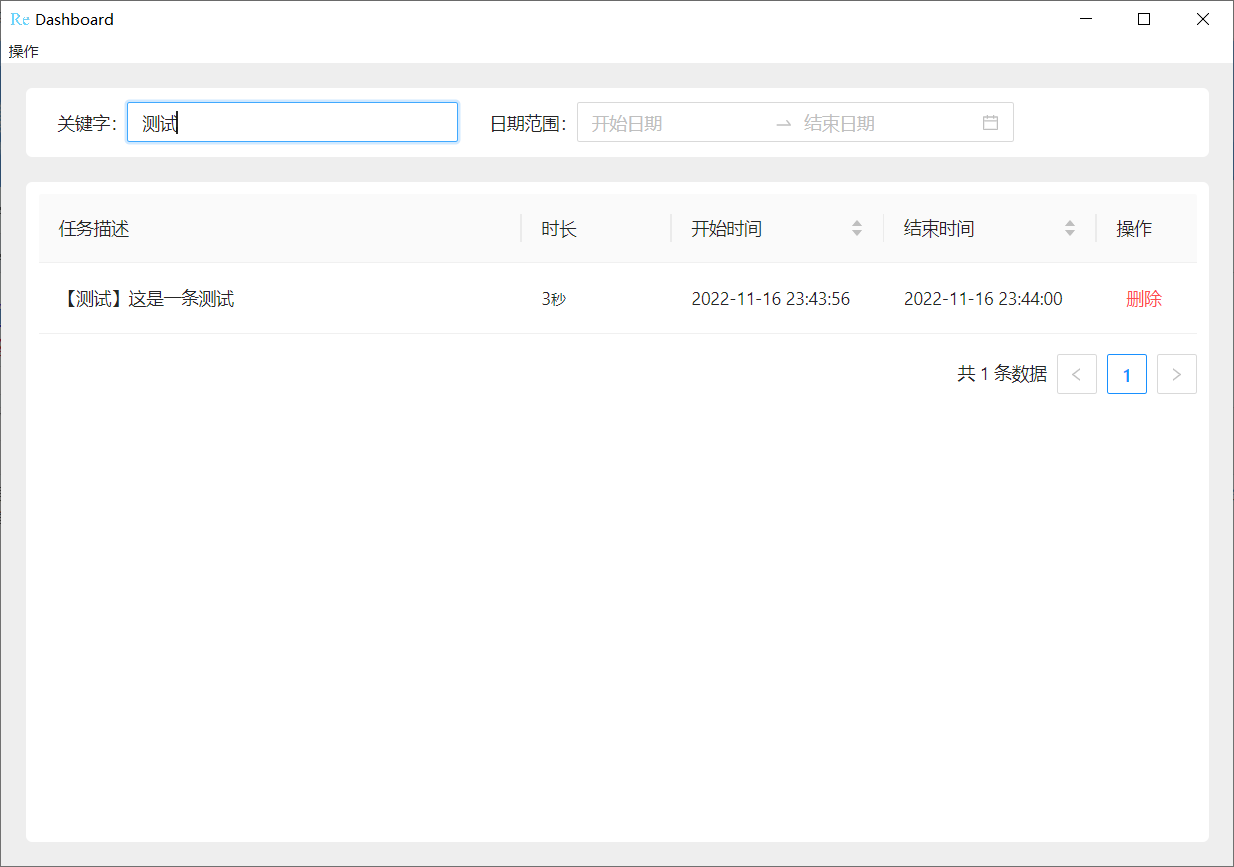 Re Dashboard
操作
关键字： 测试 日期范围： 开始日期 → 结束日期
任务描述 时长 开始时间 结束时间 操作
【测试】这是一条测试 3秒 2022-11-16 23:43:56 2022-11-16 23:44:00 删除
共 1 条数据 < 1 >